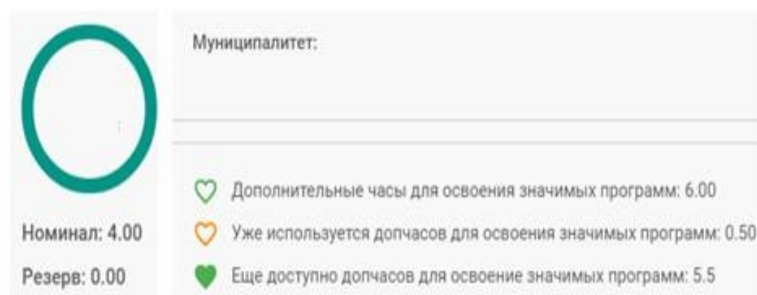 Муниципалитет:
Дополнительные часы для освоения значимых программ: 6.00
Номинал: 4.00
Уже используется допчасов для освоения значимых программ: 0.50
Резерв: 0.00
Еще доступно допчасов для освоение значимых программ: 5.5